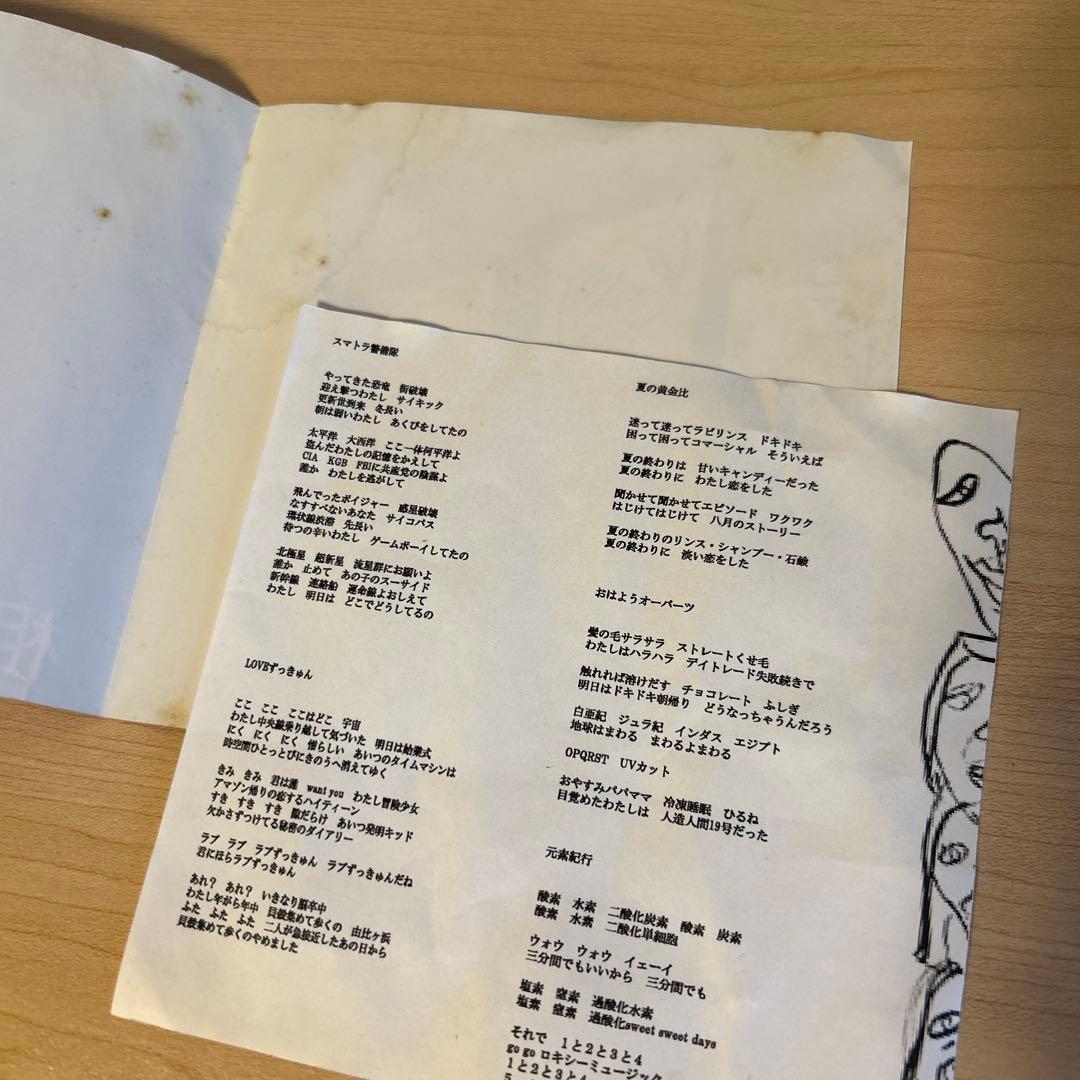 スマトラ警備隊
やってきた恐竜　街破壊
迎え撃つわたし　サイキック
更新世到来　冬長い
朝は弱いわたし　あくびをしてたの
太平洋　大西洋　ここ一体何平洋よ
盗んだわたしの記憶をかえして
CIA　KGB　FBIに共産党の陰謀よ
誰か　わたしを逃がして
飛んでったボイジャー　惑星破壊
なすすべないあなた　サイコパス
環状線渋滞　先長い
待つの辛いわたし　ゲームボーイしてたの
北極星　超新星　流星群にお願いよ
誰か　止めて　あの子のスーサイド
新幹線　連絡船　運命線よおしえて
わたし　明日は　どこでどうしてるの
LOVEずっきゅん
ここ　ここ　ここはどこ　宇宙
わたし中央線乗り越して気づいた　明日は始業式
にく　にく　にく　憎らしい　あいつのタイムマシンは
時空間ひとっとびにきのうへ消えてゆく
きみ　きみ　君は誰　want you　わたし冒険少女
アマゾン帰りの恋するハイティーン
すき　すき　すき　隙だらけ　あいつ発明キッド
欠かさずつけてる秘密のダイアリー
ラブ　ラブ　ラブずっきゅん　ラブずっきゅんだね
君にほらラブずっきゅん
あれ？　あれ？　いきなり脳卒中
わたし年がら年中　貝殻集めて歩くの　由比ヶ浜
ふた　ふた　ふた　二人が急接近したあの日から
貝殻集めて歩くのやめました
夏の黄金比
迷って迷ってラビリンス　ドキドキ
困って困ってコマーシャル　そういえば
夏の終わりは　甘いキャンディーだった
夏の終わりに　わたし恋をした
聞かせて聞かせてエピソード　ワクワク
はじけてはじけて　八月のストーリー
夏の終わりのリンス・シャンプー・石鹸
夏の終わりに　淡い恋をした
おはようオーパーツ
髪の毛サラサラ　ストレートくせ毛
わたしはハラハラ　デイトレード失敗続きで
触れれば溶けだす　チョコレート　ふしぎ
明日はドキドキ朝帰り　どうなっちゃうんだろう
白亜紀　ジュラ紀　インダス　エジプト
地球はまわる　まわるよまわる
OPQRST　UVカット
おやすみパパママ　冷凍睡眠　ひるね
目覚めたわたしは　人造人間19号だった
元素紀行
酸素　水素　二酸化炭素　酸素　炭素
酸素　水素　二酸化単細胞
ウォウ　ウォウ　イェーイ
三分間でもいいから　三分間でも
塩素　窒素　過酸化水素
塩素　窒素　過酸化sweet sweet days
それで　1と2と3と4
go go ロキシーミュージック
1と2と3と4